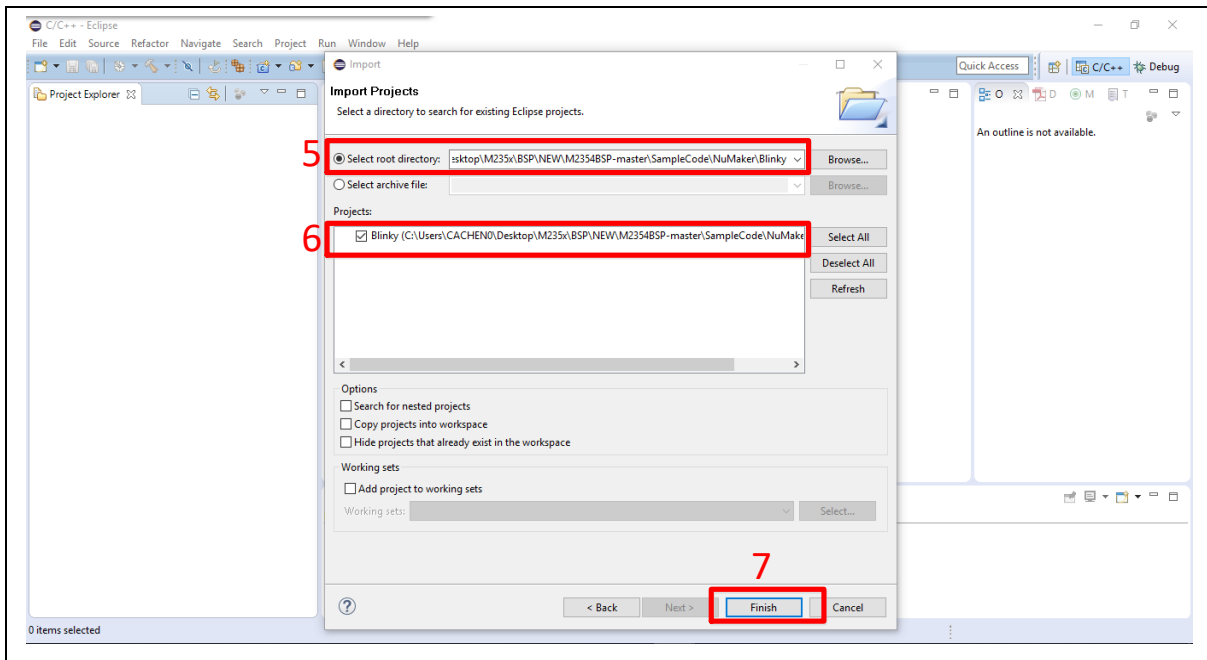 C/C++ - Eclipse
File Edit Source Refactor Navigate Search Project Run Window Help
Quick Access
C/C++
Debug
Project Explorer
Import
Import Projects
Select a directory to search for existing Eclipse projects.
5
Select root directory: esktop\M235x\BSP\NEW\M2354BSP-master\SampleCode\NuMaker\Blinky Browse...
Select archive file: Browse...
Projects:
6
Blinky (C:\Users\CACHEN0\Desktop\M235x\BSP\NEW\M2354BSP-master\SampleCode\NuMake
Select All
Deselect All
Refresh
Options
Search for nested projects
Copy projects into workspace
Hide projects that already exist in the workspace
Working sets
Add project to working sets
Working sets: Select...
7
< Back Next > Finish Cancel
O D M T
An outline is not available.
0 items selected